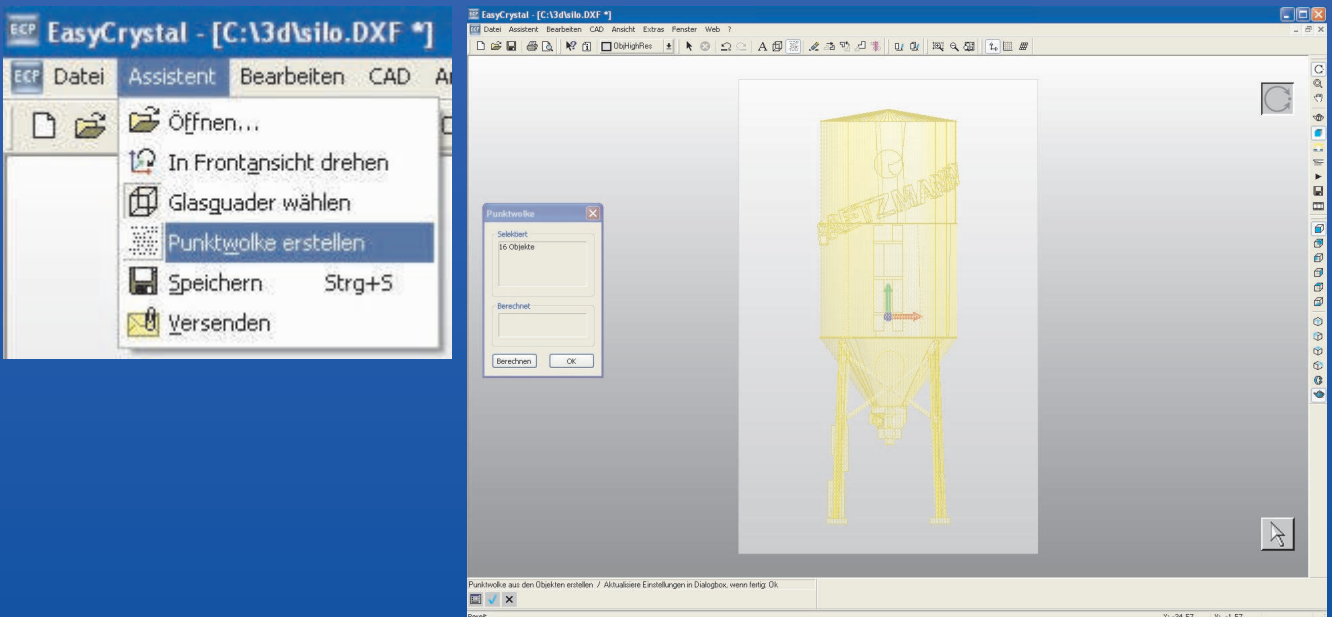 EasyCrystal - [C:\3d\silo.DXF *]
Datei Assistent Bearbeiten CAD
Öffnen...
In Frontansicht drehen
Glasquader wählen
Punktwolke erstellen
Speichern Strg+S
Versenden
EasyCrystal - [C:\3d\silo.DXF *]
Datei Assistent Bearbeiten CAD Ansicht Extras Fenster Web ?
ObjHighRes
Punktwolke
Selektiert
16 Objekte
Berechnet
Berechnen OK
Punktwolke aus den Objekten erstellen / Aktualisiere Einstellungen in Dialogbox, wenn fertig: Ok
Bereit